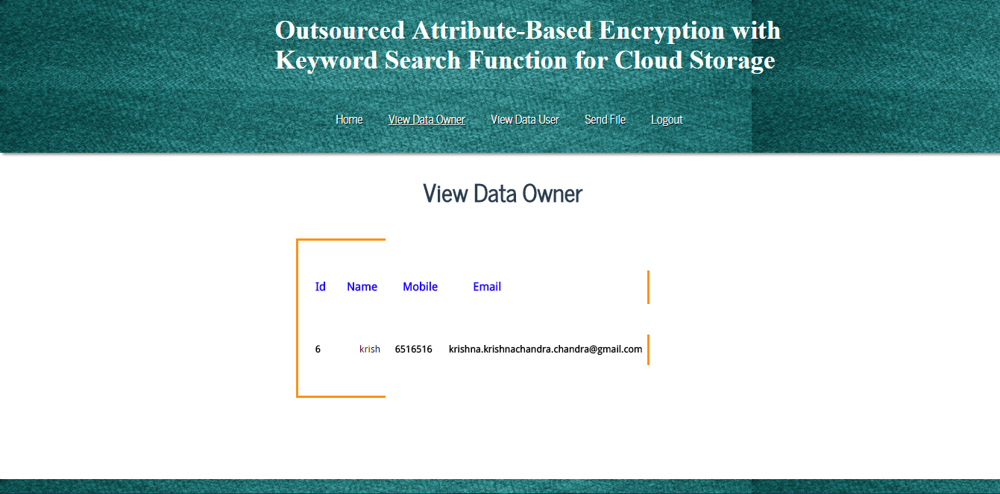 Outsourced Attribute-Based Encryption with
Keyword Search Function for Cloud Storage
Home View Data Owner View Data User Send File Logout
View Data Owner
Id Name Mobile Email
6 krish 6516516 krishna.krishnachandra.chandra@gmail.com